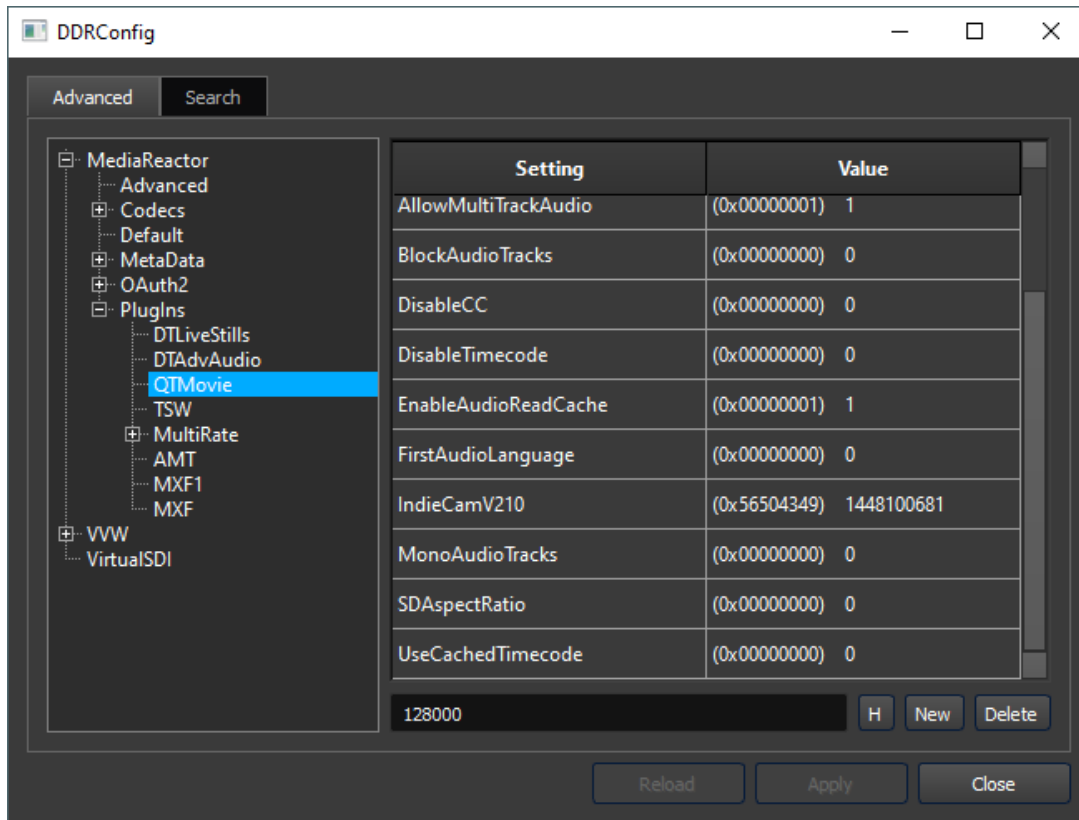 DDRConfig
Advanced Search
MediaReactor
Advanced
Codecs
Default
MetaData
OAuth2
PlugIns
DTLiveStills
DTAdvAudio
QTMovie
TSW
MultiRate
AMT
MXF1
MXF
VVW
VirtualSDI
Setting Value
AllowMultiTrackAudio (0x00000001) 1
BlockAudioTracks (0x00000000) 0
DisableCC (0x00000000) 0
DisableTimecode (0x00000000) 0
EnableAudioReadCache (0x00000001) 1
FirstAudioLanguage (0x00000000) 0
IndieCamV210 (0x56504349) 1448100681
MonoAudioTracks (0x00000000) 0
SDAspectRatio (0x00000000) 0
UseCachedTimecode (0x00000000) 0
128000 H New Delete
Reload Apply Close